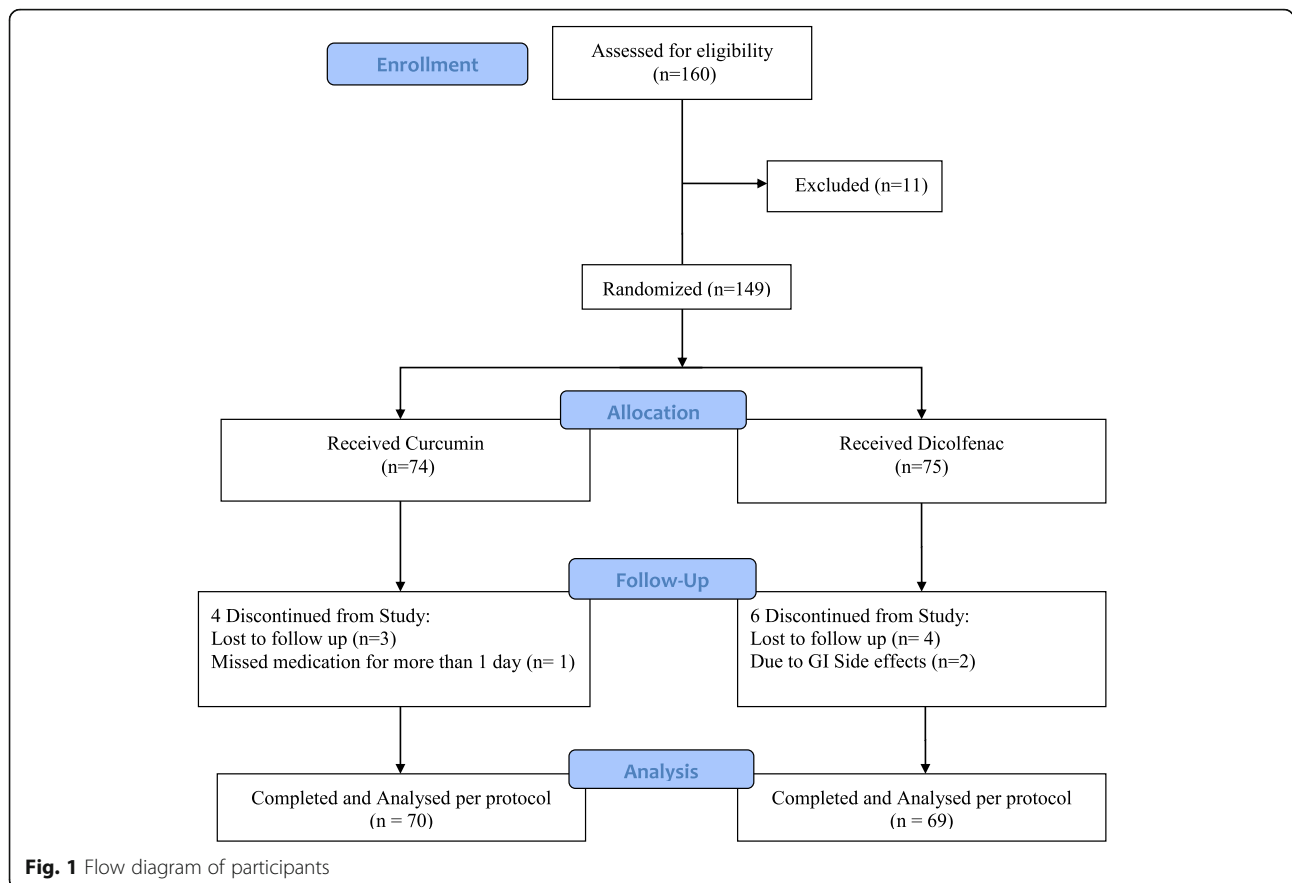 Enrollment
Assessed for eligibility
(n=160)
Excluded (n=11)
Randomized (n=149)
Allocation
Received Curcumin
(n=74)
Received Dicolfenac
(n=75)
Follow-Up
4 Discontinued from Study:
Lost to follow up (n=3)
Missed medication for more than 1 day (n= 1)
6 Discontinued from Study:
Lost to follow up (n= 4)
Due to GI Side effects (n=2)
Analysis
Completed and Analysed per protocol
(n = 70)
Completed and Analysed per protocol
(n = 69)
Fig. 1 Flow diagram of participants